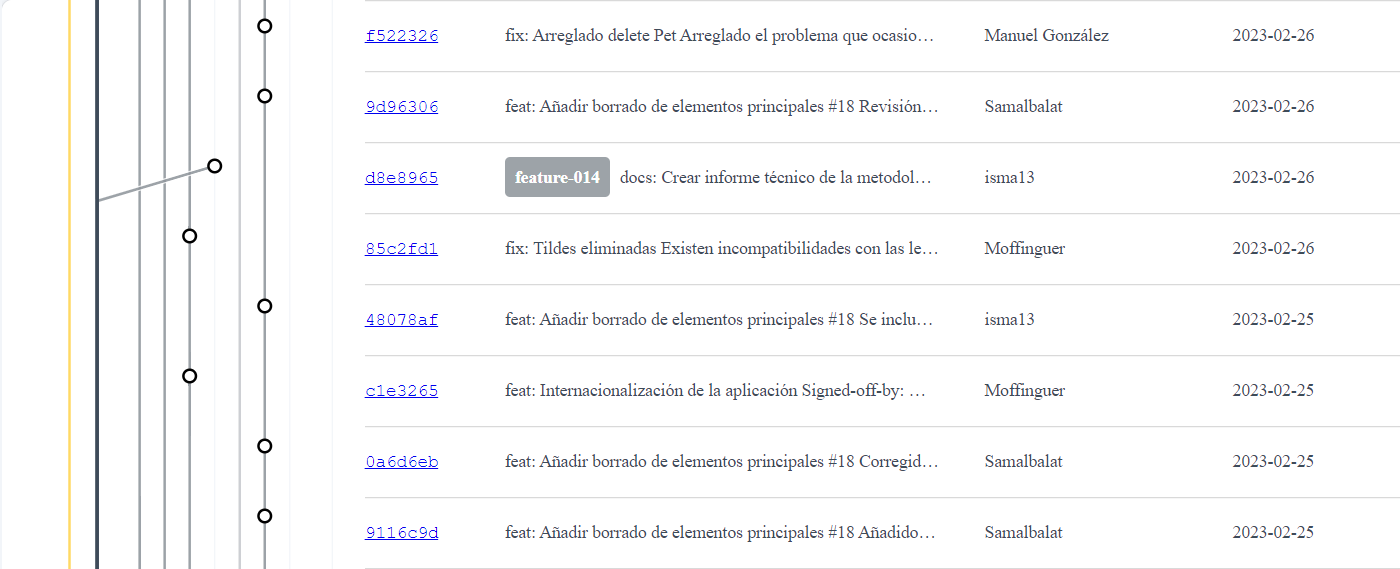 f522326 fix: Arreglado delete Pet Arreglado el problema que ocasio… Manuel González 2023-02-26
9d96306 feat: Añadir borrado de elementos principales #18 Revisión… Samalbalat 2023-02-26
d8e8965 feature-014 docs: Crear informe técnico de la metodol… isma13 2023-02-26
85c2fd1 fix: Tildes eliminadas Existen incompatibilidades con las le… Moffinguer 2023-02-26
48078af feat: Añadir borrado de elementos principales #18 Se inclu… isma13 2023-02-25
c1e3265 feat: Internacionalización de la aplicación Signed-off-by: … Moffinguer 2023-02-25
0a6d6eb feat: Añadir borrado de elementos principales #18 Corregid… Samalbalat 2023-02-25
9116c9d feat: Añadir borrado de elementos principales #18 Añadido… Samalbalat 2023-02-25